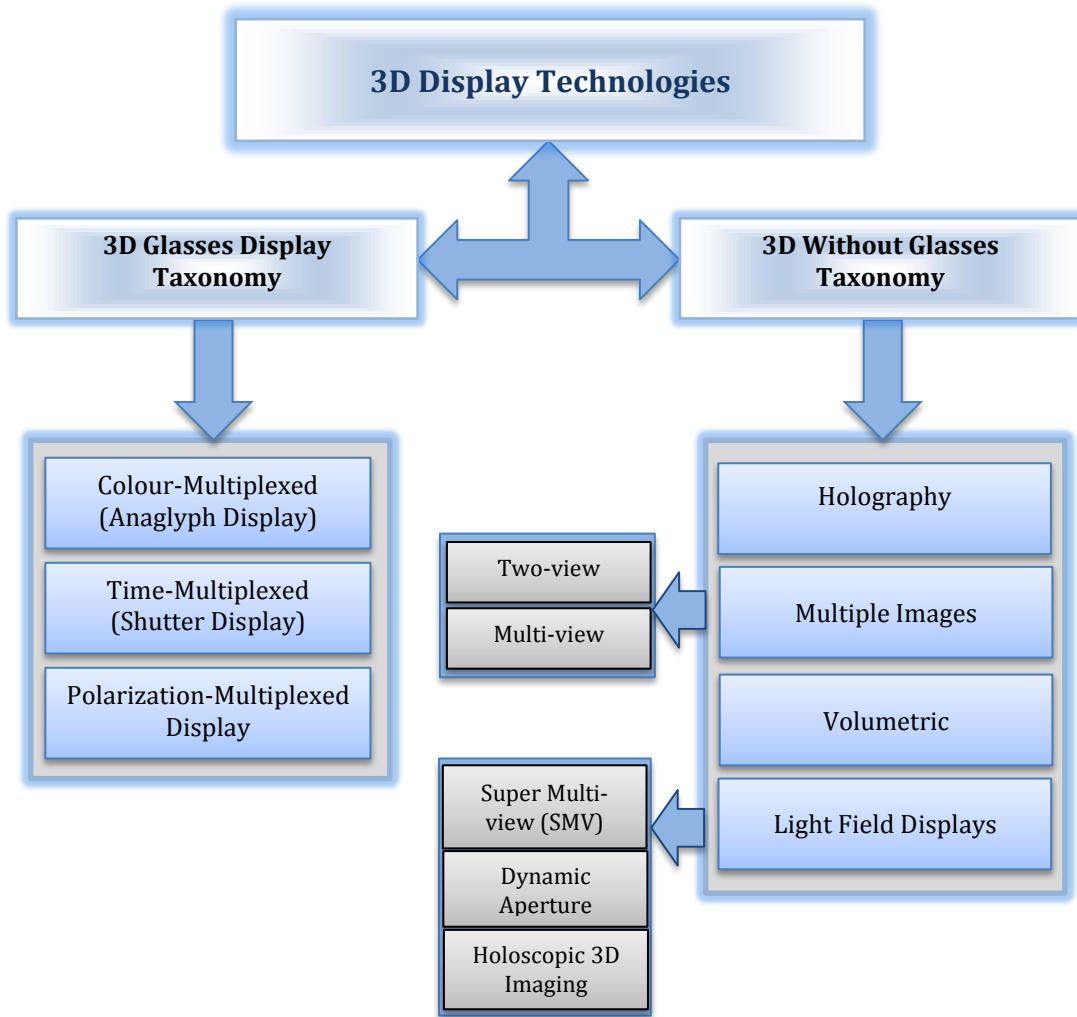 3D Display Technologies
3D Glasses Display
Taxonomy
3D Without Glasses
Taxonomy
Colour-Multiplexed
(Anaglyph Display)
Time-Multiplexed
(Shutter Display)
Polarization-Multiplexed
Display
Holography
Multiple Images
Volumetric
Light Field Displays
Two-view
Multi-view
Super Multi-
view (SMV)
Dynamic
Aperture
Holoscopic 3D
Imaging